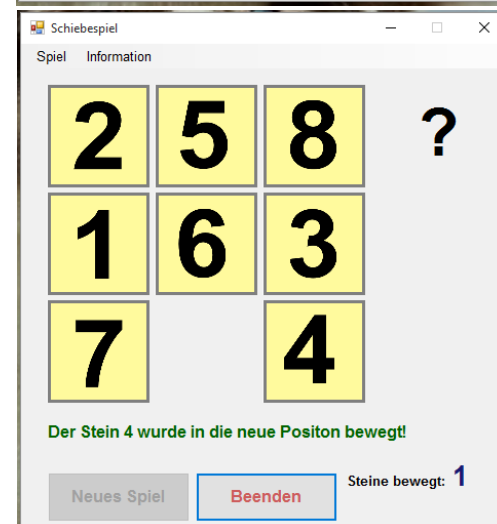 Schiebespiel
Spiel Information
2 5 8 ?
1 6 3
7 4
Der Stein 4 wurde in die neue Positon bewegt!
Steine bewegt: 1
Neues Spiel Beenden